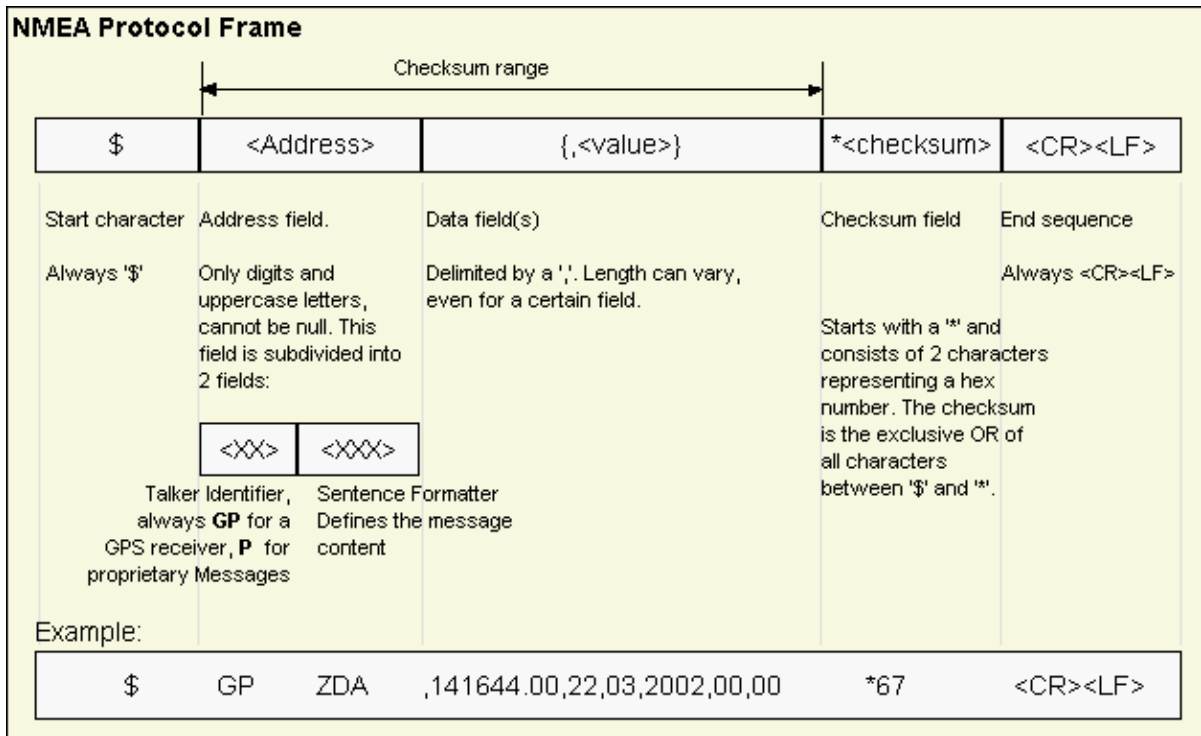 NMEA Protocol Frame
Checksum range
$ <Address> {,<value>} *<checksum> <CR><LF>
Start character
Always '$'
Address field.
Only digits and
uppercase letters,
cannot be null. This
field is subdivided into
2 fields:
<XX> <XXX>
Talker Identifier,
always GP for a
GPS receiver, P for
proprietary Messages
Sentence Formatter
Defines the message
content
Data field(s)
Delimited by a ','. Length can vary,
even for a certain field.
Checksum field
Starts with a '*' and
consists of 2 characters
representing a hex
number. The checksum
is the exclusive OR of
all characters
between '$' and '*'.
End sequence
Always <CR><LF>
Example:
$ GP ZDA ,141644.00,22,03,2002,00,00 *67 <CR><LF>